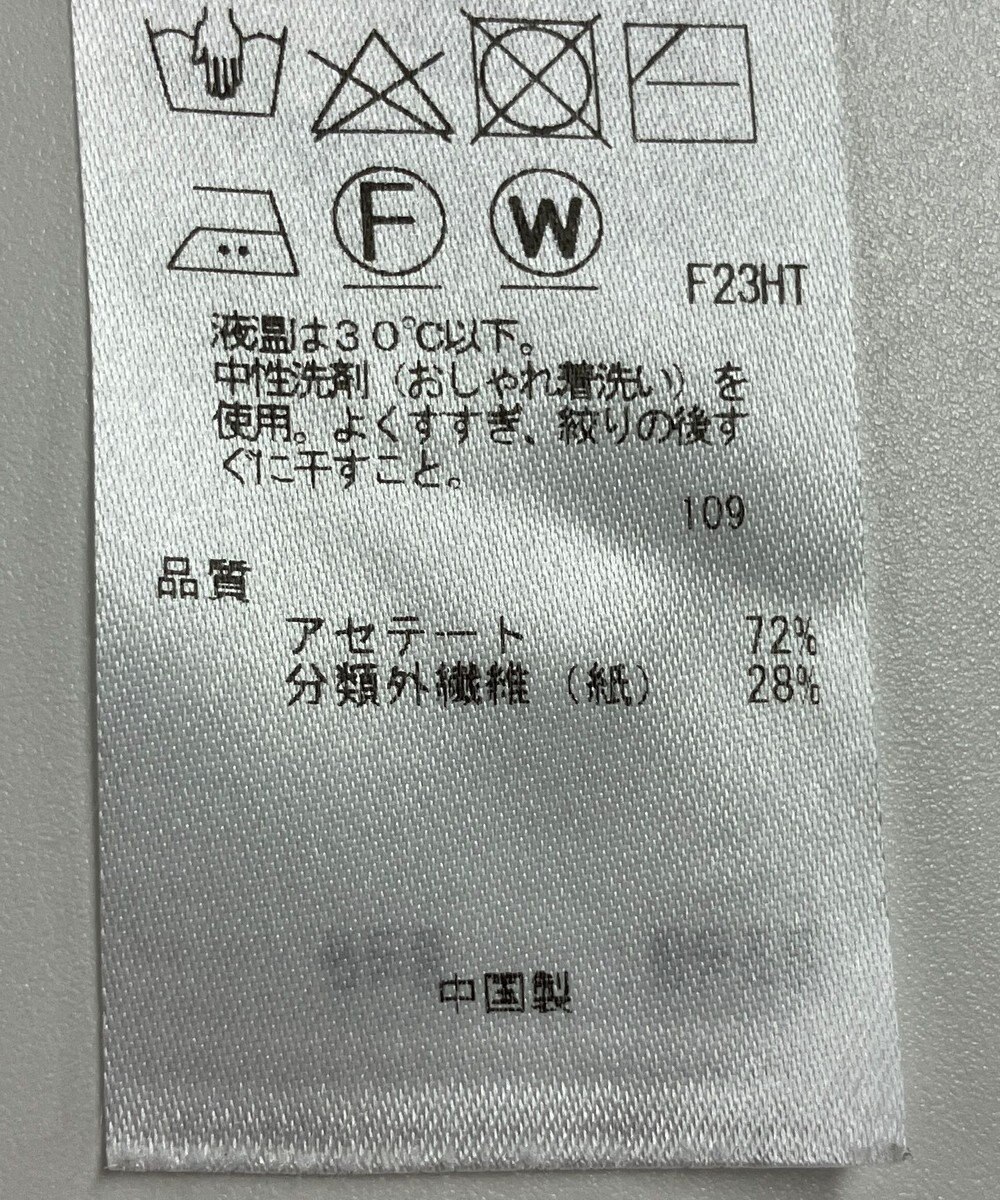 F W
F23HT
液温は30℃以下。
中性洗剤（おしゃれ着洗い）を
使用。よくすすぎ、絞りの後す
ぐに干すこと。
109
品質
アセテート 72%
分類外繊維（紙） 28%
中国製